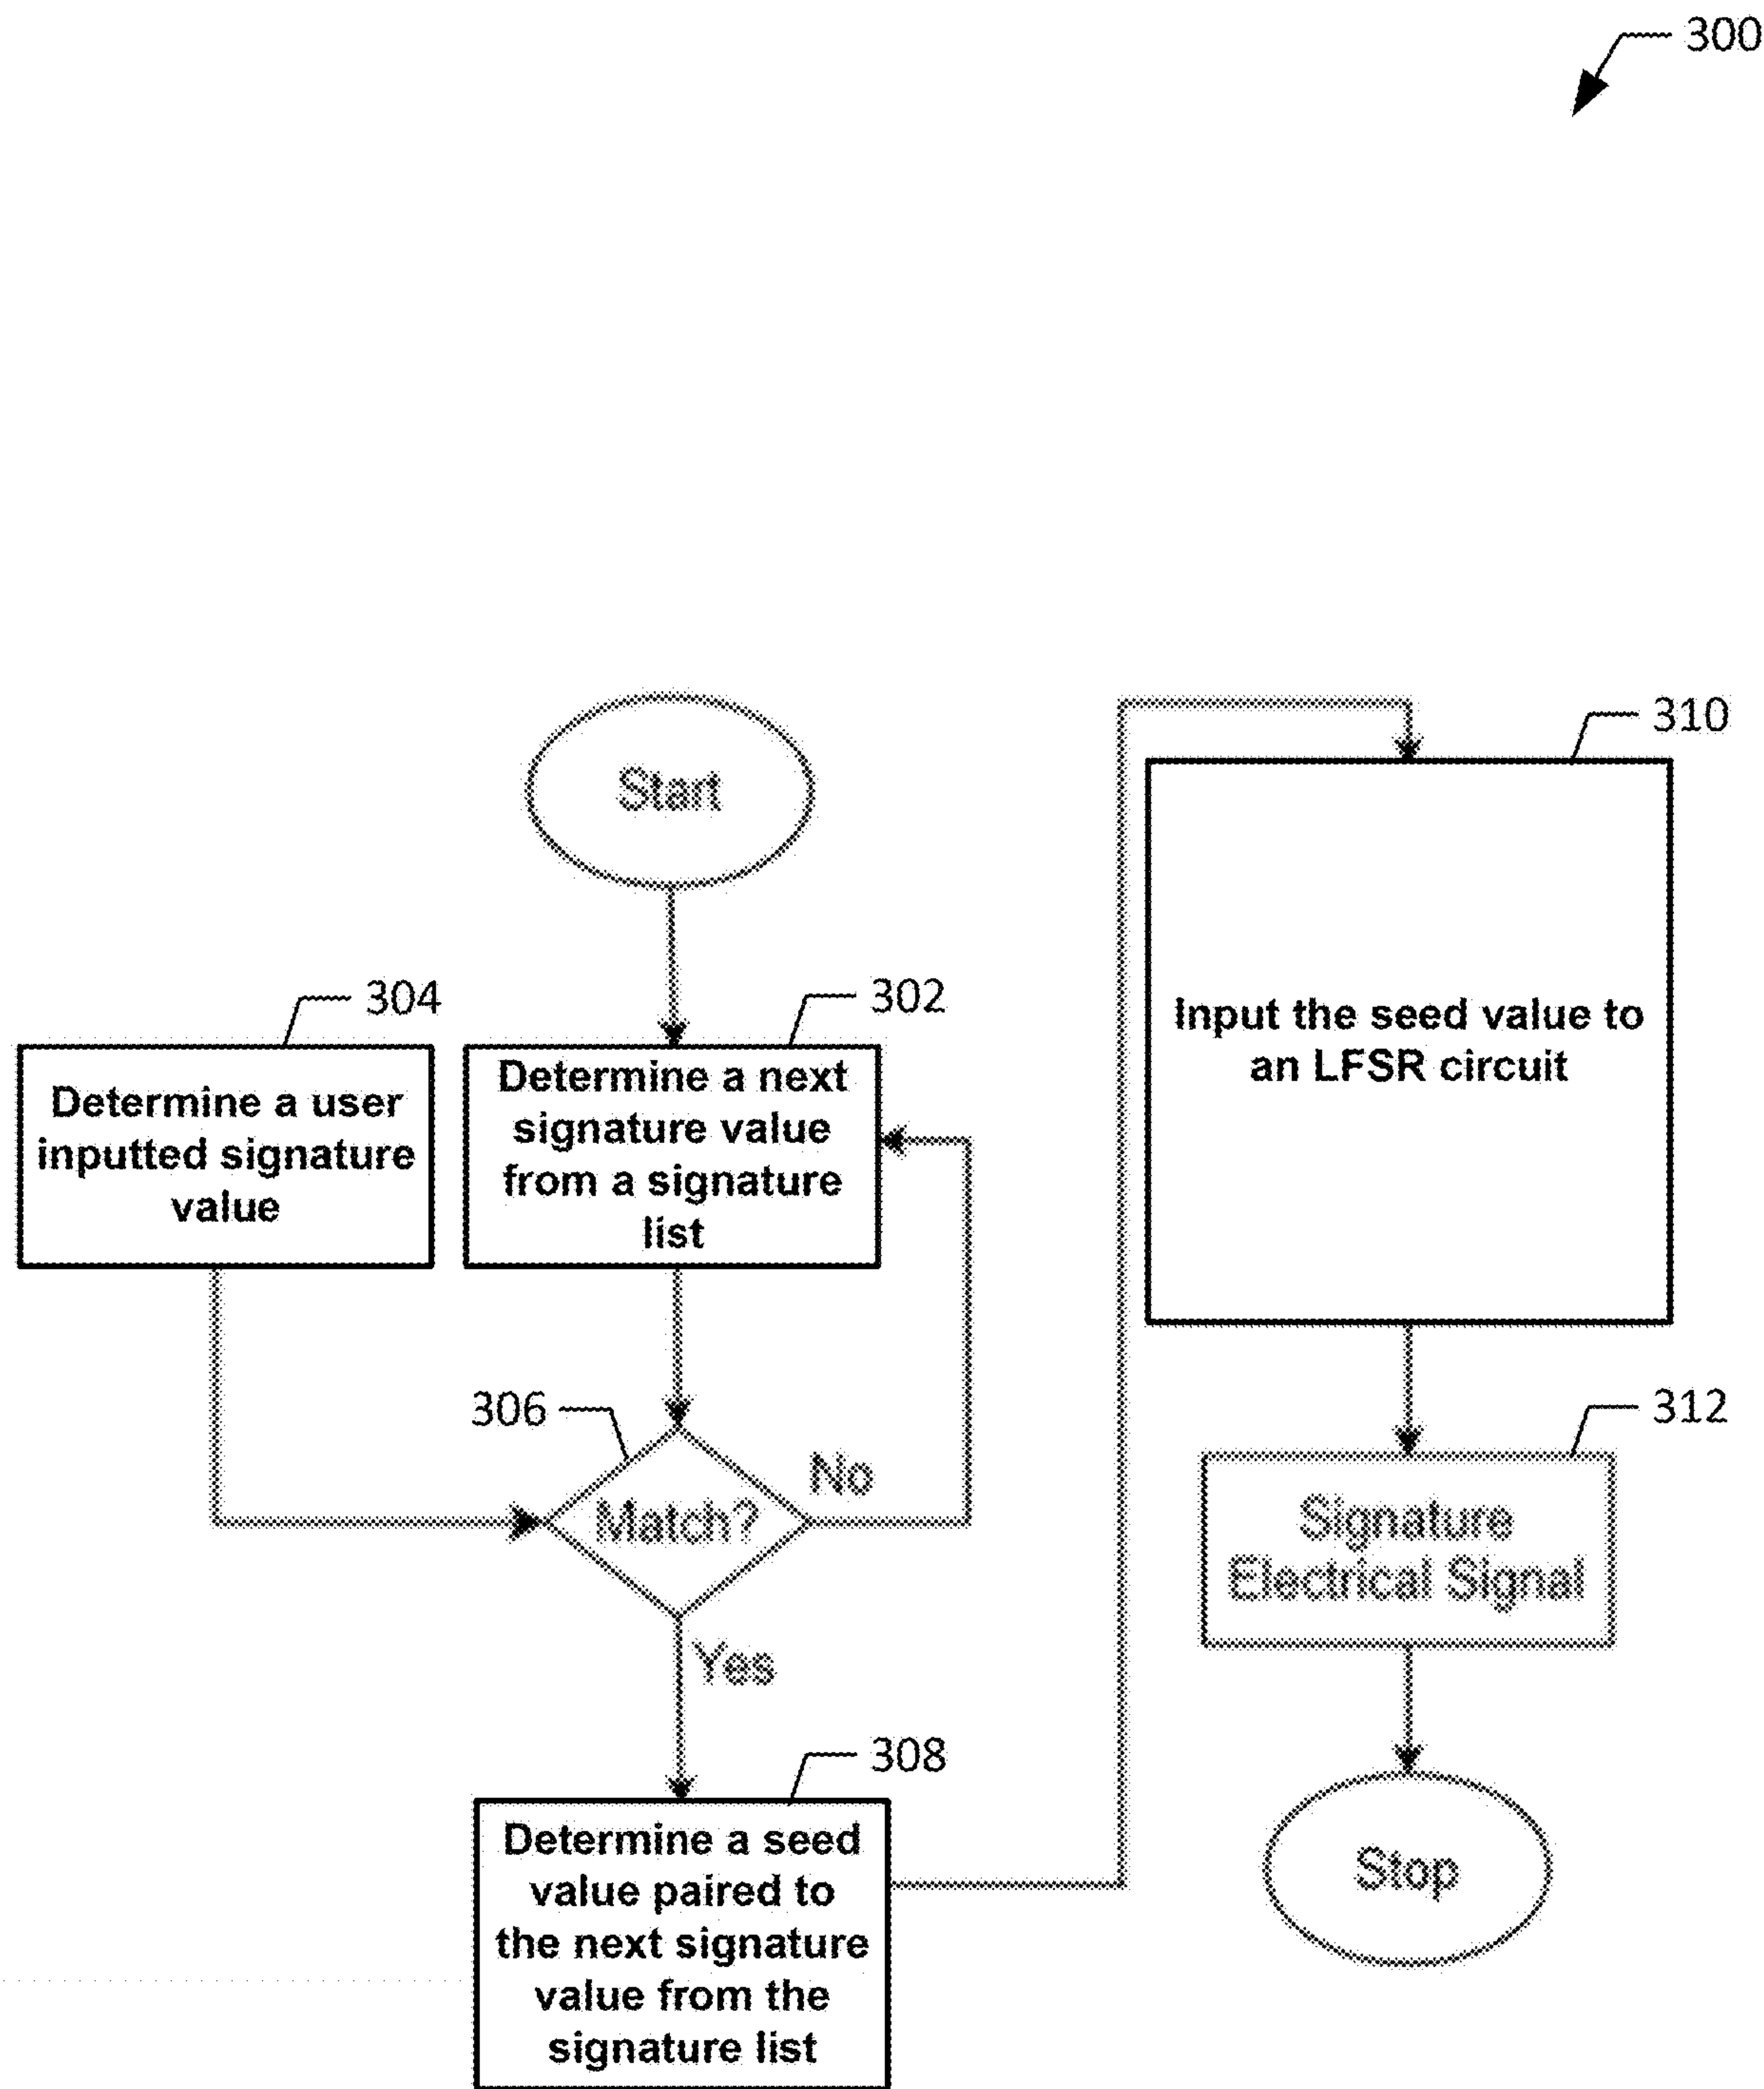 300
Start
304
Determine a user
inputted signature
value
302
Determine a next
signature value
from a signature
list
306
Match?
No
Yes
308
Determine a seed
value paired to
the next signature
value from the
signature list
310
Input the seed value to
an LFSR circuit
312
Signature
Electrical Signal
Stop